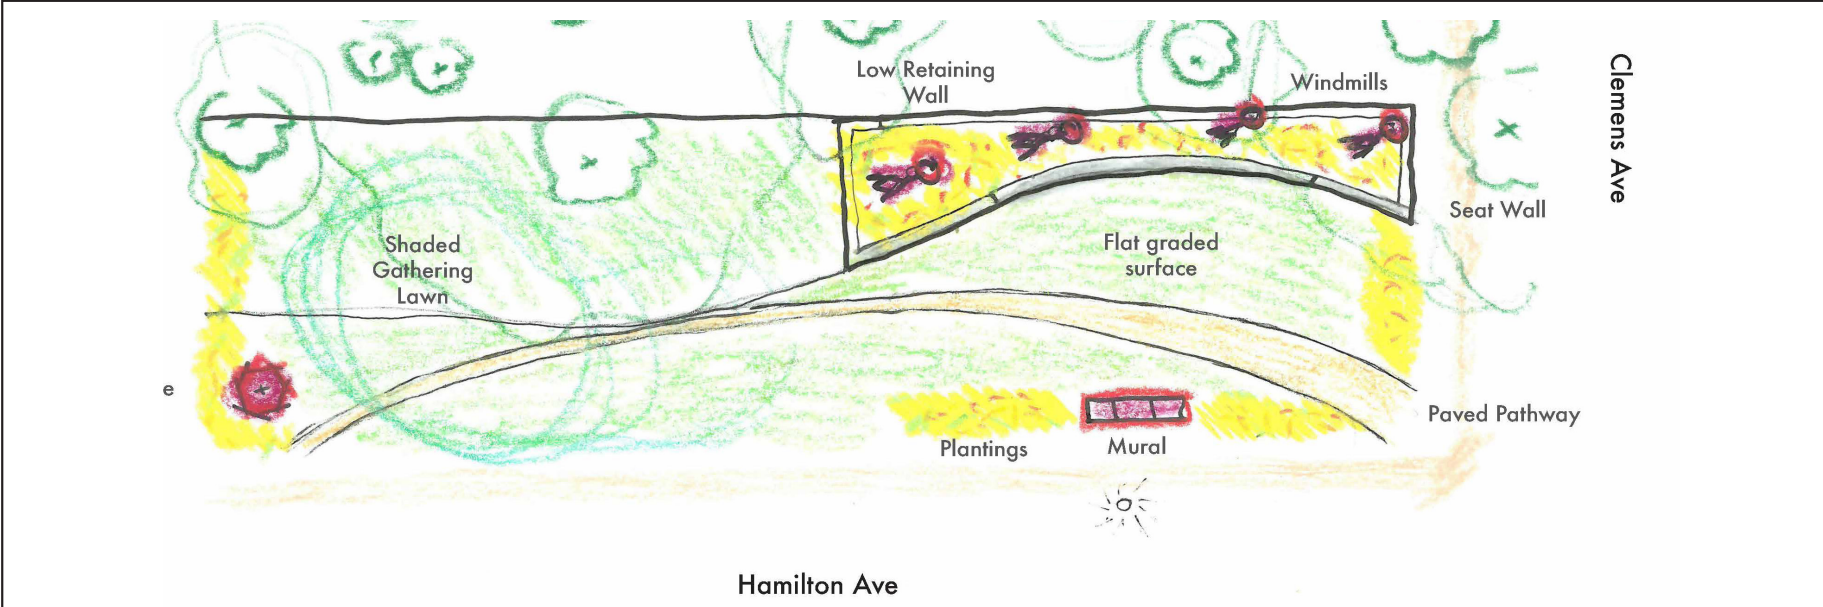 Low Retaining
Wall
Windmills
Clemens Ave
Seat Wall
Shaded
Gathering
Lawn
Flat graded
surface
e
Paved Pathway
Plantings
Mural
Hamilton Ave